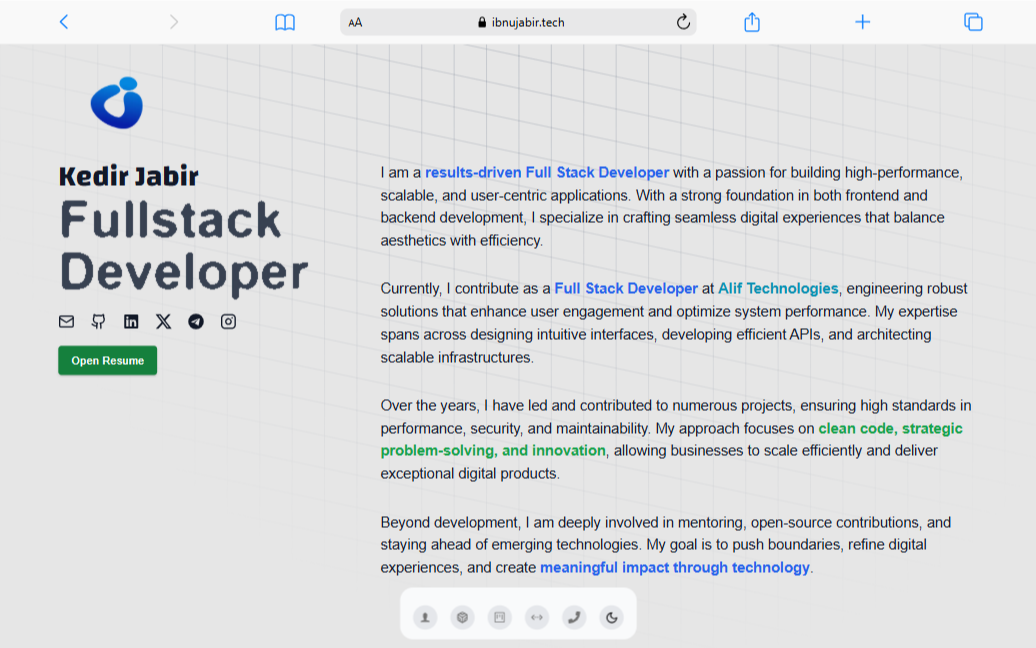 AA
ibnujabir.tech
Kedir Jabir
Fullstack
Developer
Open Resume
I am a results-driven Full Stack Developer with a passion for building high-performance,
scalable, and user-centric applications. With a strong foundation in both frontend and
backend development, I specialize in crafting seamless digital experiences that balance
aesthetics with efficiency.
Currently, I contribute as a Full Stack Developer at Alif Technologies, engineering robust
solutions that enhance user engagement and optimize system performance. My expertise
spans across designing intuitive interfaces, developing efficient APIs, and architecting
scalable infrastructures.
Over the years, I have led and contributed to numerous projects, ensuring high standards in
performance, security, and maintainability. My approach focuses on clean code, strategic
problem-solving, and innovation, allowing businesses to scale efficiently and deliver
exceptional digital products.
Beyond development, I am deeply involved in mentoring, open-source contributions, and
staying ahead of emerging technologies. My goal is to push boundaries, refine digital
experiences, and create meaningful impact through technology.